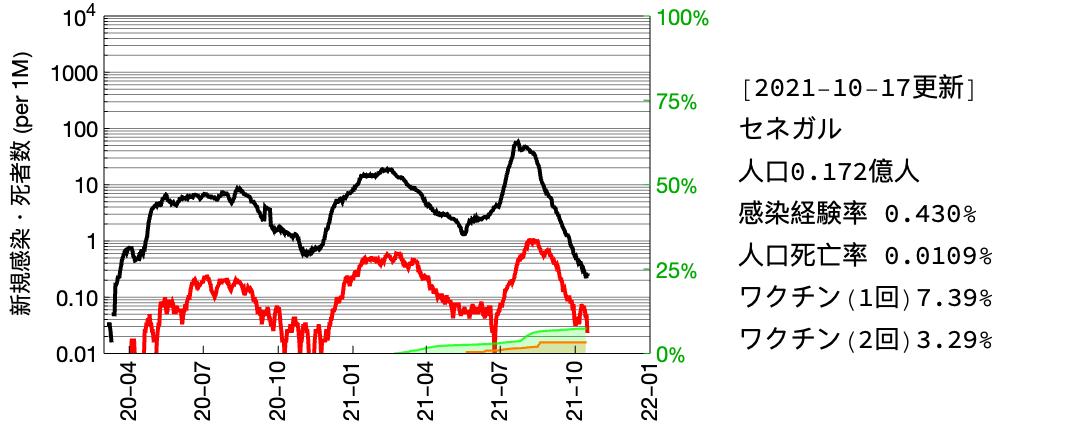 新規感染・死者数 (per 1M)
10^4
1000
100
10
1
0.10
0.01
100%
75%
50%
25%
0%
20-04
20-07
20-10
21-01
21-04
21-07
21-10
22-01
[2021-10-17更新]
セネガル
人口0.172億人
感染経験率 0.430%
人口死亡率 0.0109%
ワクチン(1回)7.39%
ワクチン(2回)3.29%